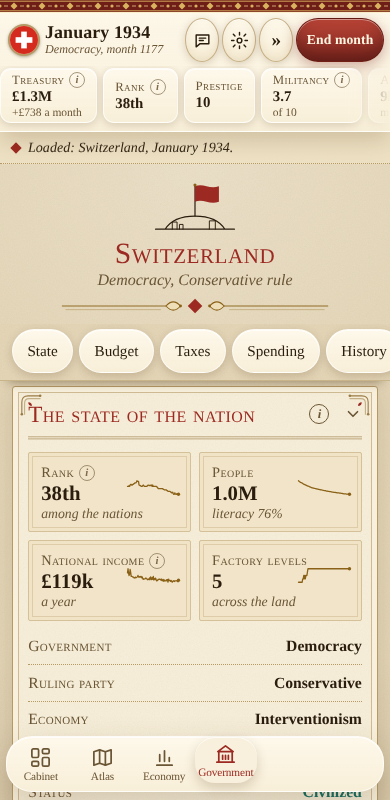 January 1934
Democracy, month 1177
»
End month
Treasury i
£1.3M
+£738 a month
Rank i
38th
Prestige
10
Militancy i
3.7
of 10
Loaded: Switzerland, January 1934.
Switzerland
Democracy, Conservative rule
State
Budget
Taxes
Spending
History
The state of the nation i
Rank i
38th
among the nations
People
1.0M
literacy 76%
National income i
£119k
a year
Factory levels
5
across the land
Government Democracy
Ruling party Conservative
Economy Interventionism
Status Civilized
Cabinet
Atlas
Economy
Government